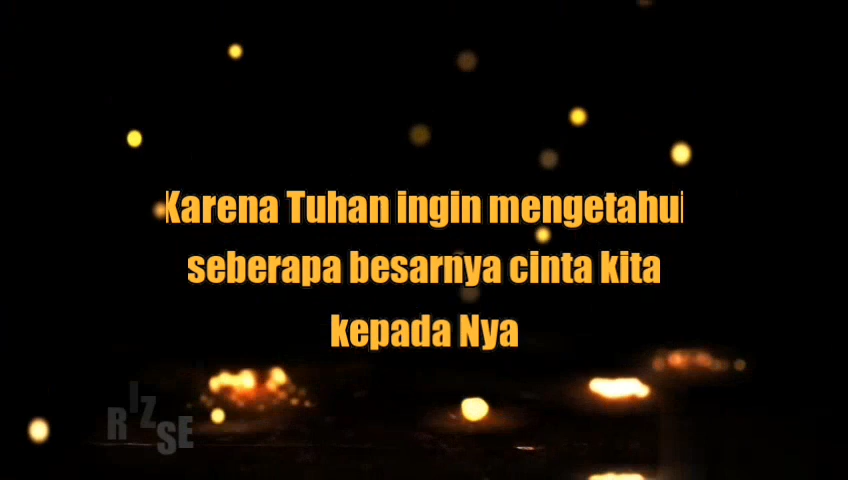 Karena Tuhan ingin mengetahui
seberapa besarnya cinta kita
kepada Nya
RIZSE